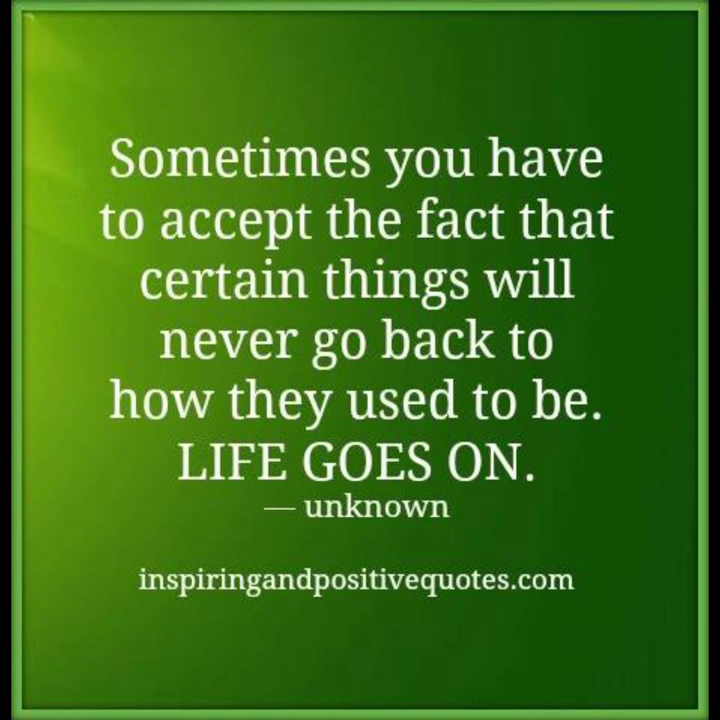 Sometimes you have
to accept the fact that
certain things will
never go back to
how they used to be.
LIFE GOES ON.
— unknown
inspiringandpositivequotes.com